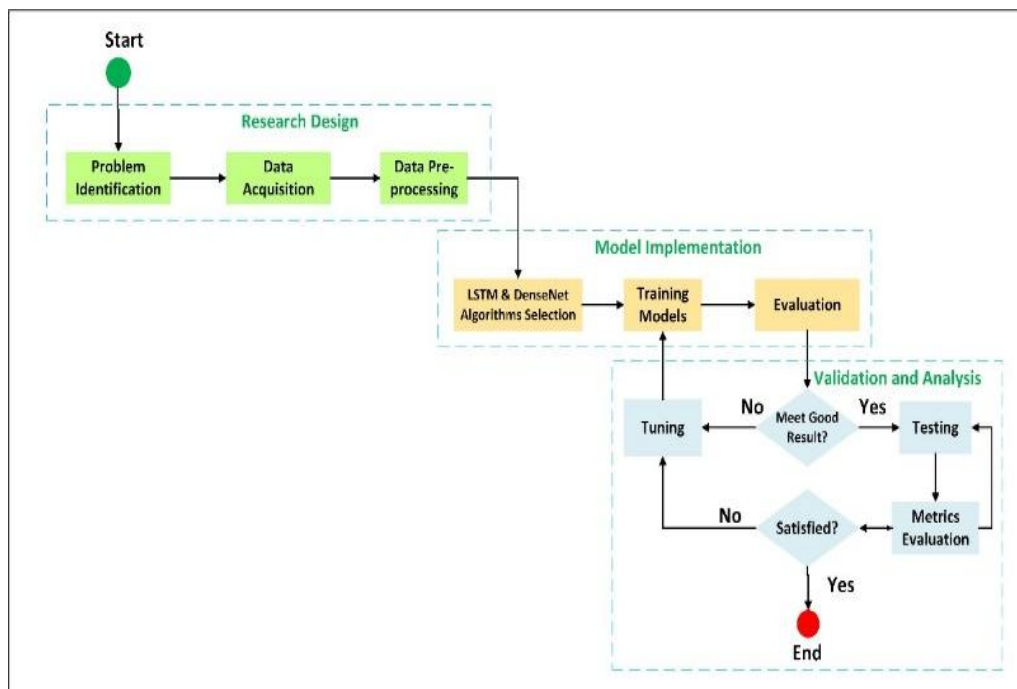 Start
Research Design
Problem
Identification
Data
Acquisition
Data Pre-
processing
Model Implementation
LSTM & DenseNet
Algorithms Selection
Training
Models
Evaluation
Validation and Analysis
Tuning
No
Meet Good
Result?
Yes
Testing
No
Satisfied?
Metrics
Evaluation
Yes
End